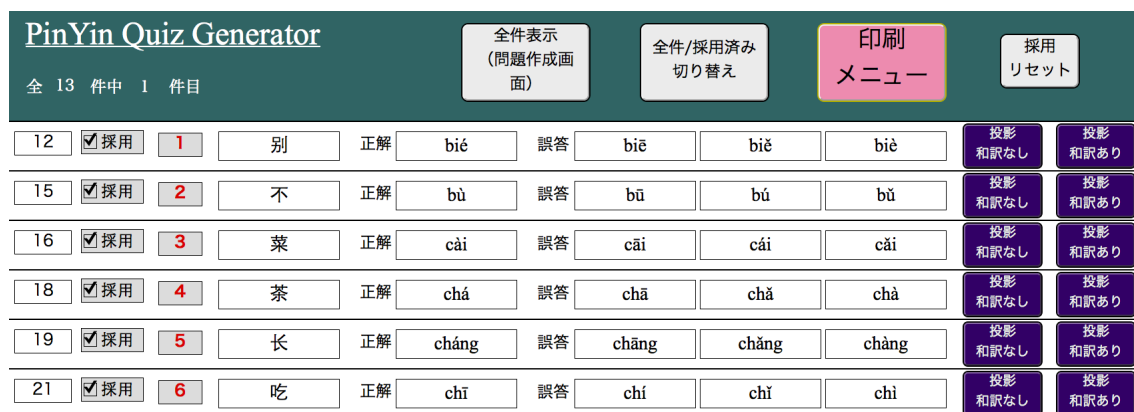 PinYin Quiz Generator
全 13 件中 1 件目
全件表示
(問題作成画
面)
全件/採用済み
切り替え
印刷
メニュー
採用
リセット
12 採用 1 别 正解 bié 誤答 biē biě biè 投影 和訳なし 投影 和訳あり
15 採用 2 不 正解 bù 誤答 bū bú bǔ 投影 和訳なし 投影 和訳あり
16 採用 3 菜 正解 cài 誤答 cāi cái cǎi 投影 和訳なし 投影 和訳あり
18 採用 4 茶 正解 chá 誤答 chā chǎ chà 投影 和訳なし 投影 和訳あり
19 採用 5 长 正解 cháng 誤答 chāng chǎng chàng 投影 和訳なし 投影 和訳あり
21 採用 6 吃 正解 chī 誤答 chí chǐ chì 投影 和訳なし 投影 和訳あり